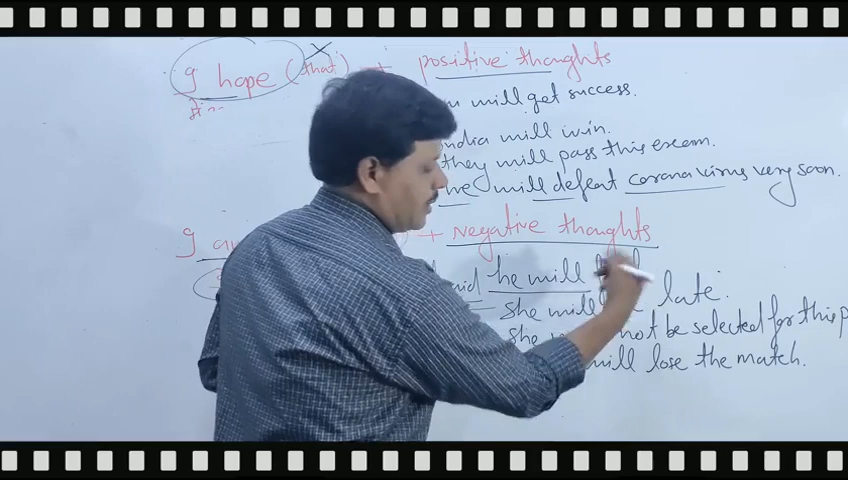 I hope (that) + positive thoughts
will get success.
India will win.
they will pass this exam.
we will defeat corona virus very soon.
I + negative thoughts
he will
she will late.
she not be selected for this
will lose the match.